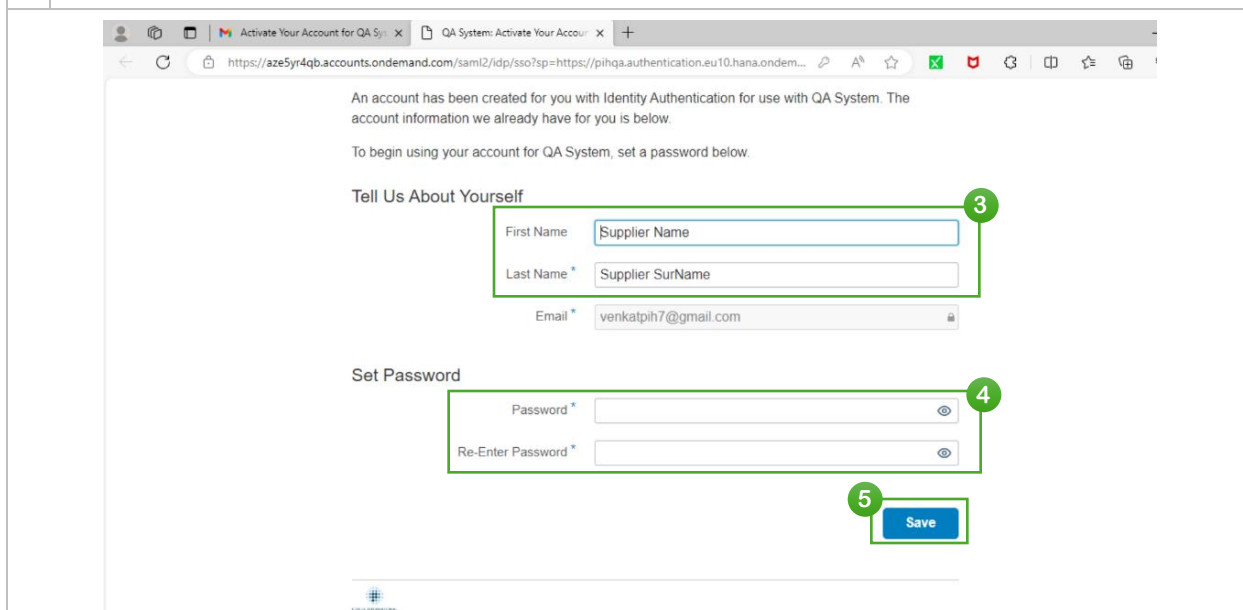 Activate Your Account for QA Sy
QA System: Activate Your Accour
https://aze5yr4qb.accounts.ondemand.com/saml2/idp/sso?sp=https://pihqa.authentication.eu10.hana.ondem...
An account has been created for you with Identity Authentication for use with QA System. The
account information we already have for you is below.
To begin using your account for QA System, set a password below.
Tell Us About Yourself
3
First Name Supplier Name
Last Name * Supplier SurName
Email * venkatpih7@gmail.com
Set Password
4
Password *
Re-Enter Password *
5
Save